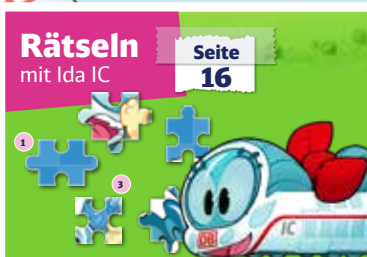 Rätseln
mit Ida IC
Seite
16
1
3
DB
IC